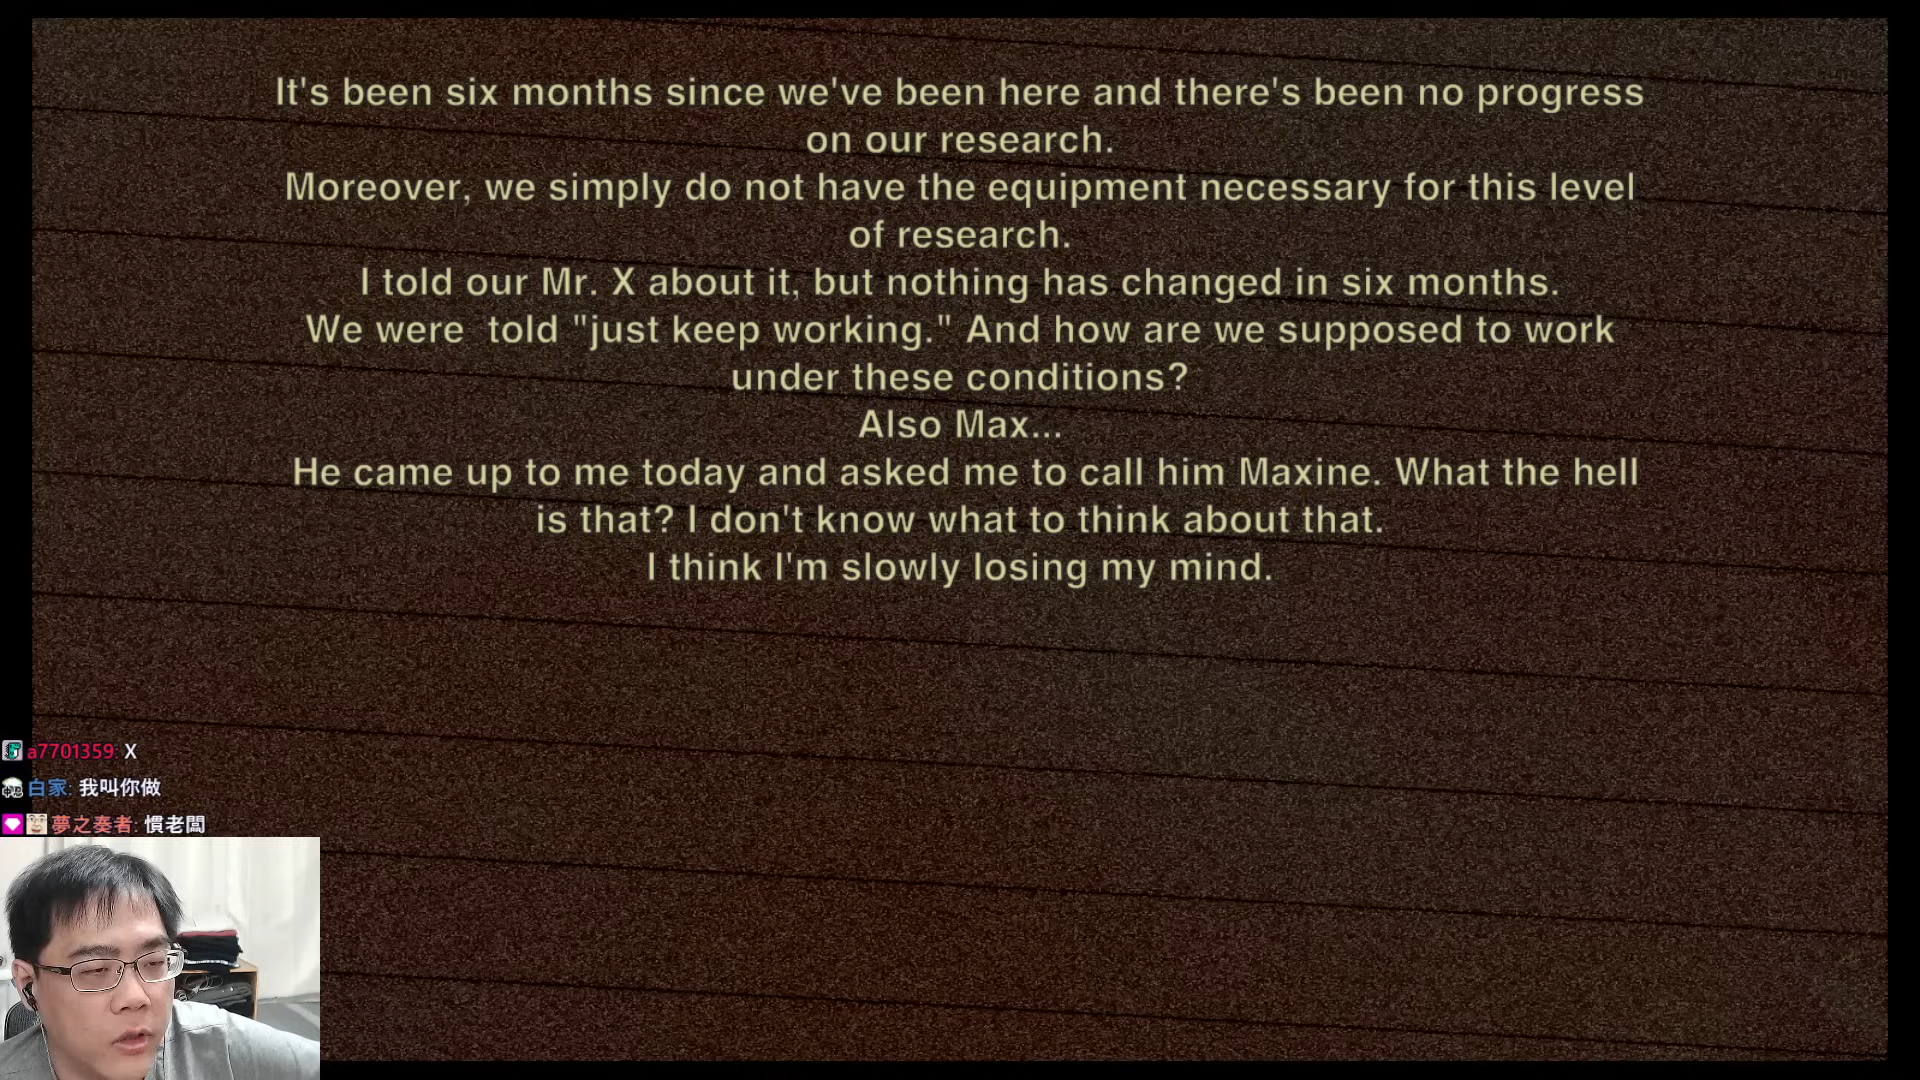 It's been six months since we've been here and there's been no progress
on our research.
Moreover, we simply do not have the equipment necessary for this level
of research.
I told our Mr. X about it, but nothing has changed in six months.
We were  told "just keep working." And how are we supposed to work
under these conditions?
Also Max...
He came up to me today and asked me to call him Maxine. What the hell
is that? I don't know what to think about that.
I think I'm slowly losing my mind.
a7701359: X
白家: 我叫你做
夢之奏者: 慣老闆